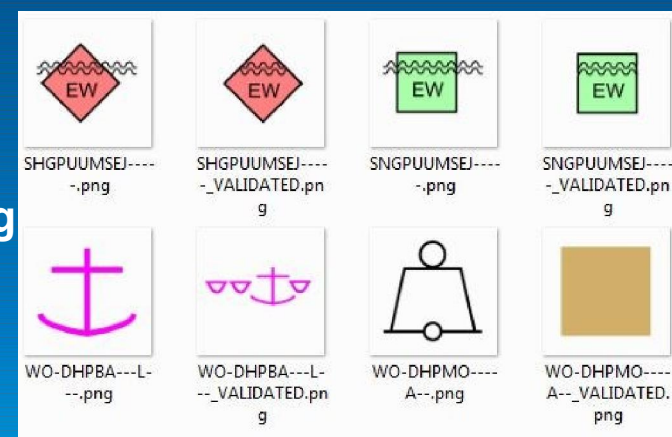 EW
EW
EW
EW
SHGPUUMSEJ----
-.png
SHGPUUMSEJ----
-_VALIDATED.pn
g
SNGPUUMSEJ----
-.png
SNGPUUMSEJ----
-_VALIDATED.pn
g
g
WO-DHPBA---L-
--.png
WO-DHPBA---L-
--_VALIDATED.pn
g
WO-DHPMO----
A--.png
WO-DHPMO----
A--_VALIDATED.
png